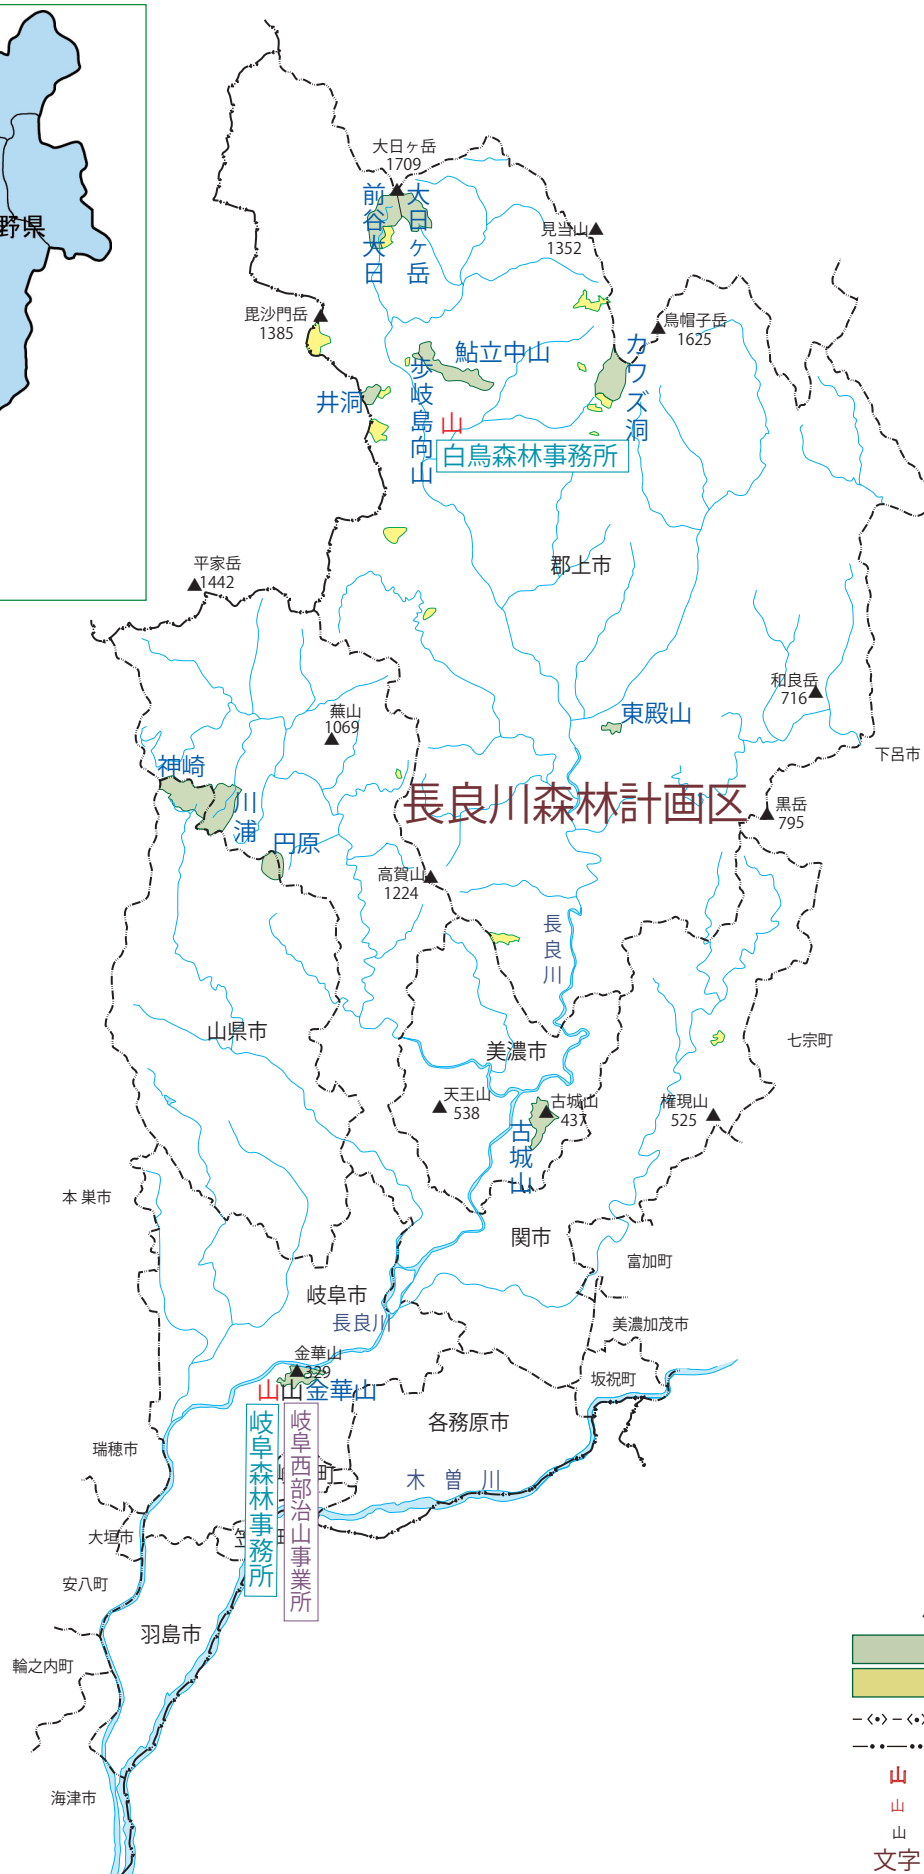 野県
大日ヶ岳
1709
前谷大日
大日ヶ岳
見当山
1352
毘沙門岳
1385
烏帽子岳
1625
鮎立中山
カウズ洞
歩岐島向山
井洞
山
白鳥森林事務所
郡上市
平家岳
1442
和良岳
716
蕪山
1069
東殿山
下呂市
神崎
川浦
長良川森林計画区
黒岳
795
円原
高賀山
1224
長良川
山県市
美濃市
七宗町
天王山
538
古城山
437
権現山
525
古城山
本巣市
関市
富加町
岐阜市
長良川
美濃加茂市
金華山
329
坂祝町
山
山
金華山
岐阜森林事務所
岐阜西部治山事業所
各務原市
瑞穂市
町
木曽川
大垣市
安八町
羽島市
輪之内町
海津市
山
山
山
文字